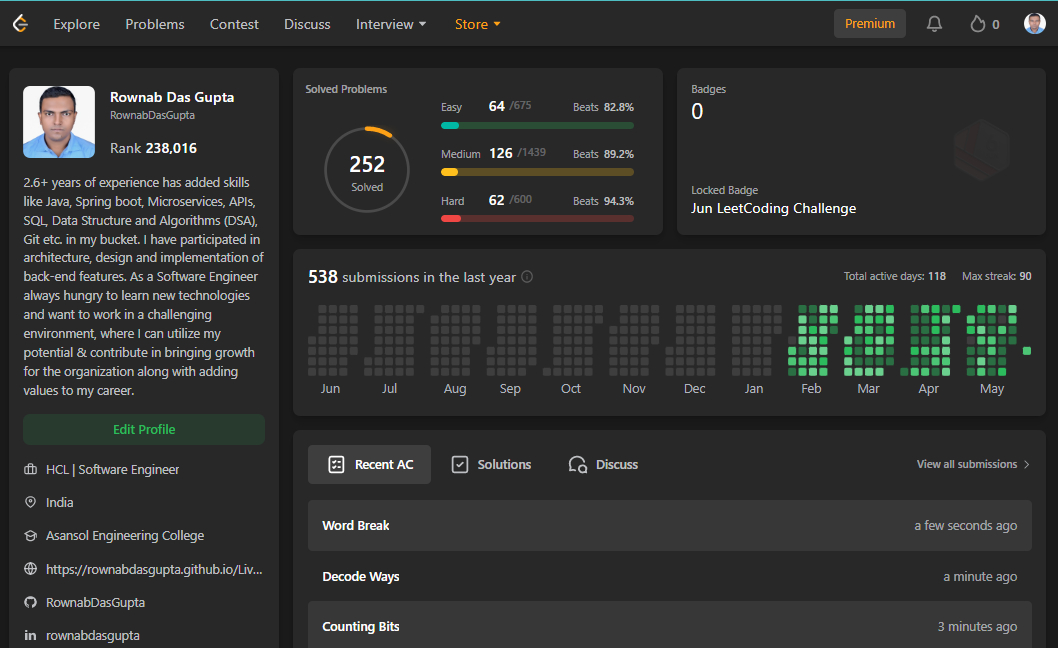 Explore Problems Contest Discuss Interview Store Premium 0
Rownab Das Gupta
RownabDasGupta
Rank 238,016
2.6+ years of experience has added skills
like Java, Spring boot, Microservices, APIs,
SQL, Data Structure and Algorithms (DSA),
Git etc. in my bucket. I have participated in
architecture, design and implementation of
back-end features. As a Software Engineer
always hungry to learn new technologies
and want to work in a challenging
environment, where I can utilize my
potential & contribute in bringing growth
for the organization along with adding
values to my career.
Edit Profile
HCL | Software Engineer
India
Asansol Engineering College
https://rownabdasgupta.github.io/Liv...
RownabDasGupta
in rownabdasgupta
Solved Problems
252
Solved
Easy 64 /675 Beats 82.8%
Medium 126 /1439 Beats 89.2%
Hard 62 /600 Beats 94.3%
Badges
0
Locked Badge
Jun LeetCoding Challenge
538 submissions in the last year Total active days: 118 Max streak: 90
Jun Jul Aug Sep Oct Nov Dec Jan Feb Mar Apr May
Recent AC Solutions Discuss View all submissions
Word Break a few seconds ago
Decode Ways a minute ago
Counting Bits 3 minutes ago